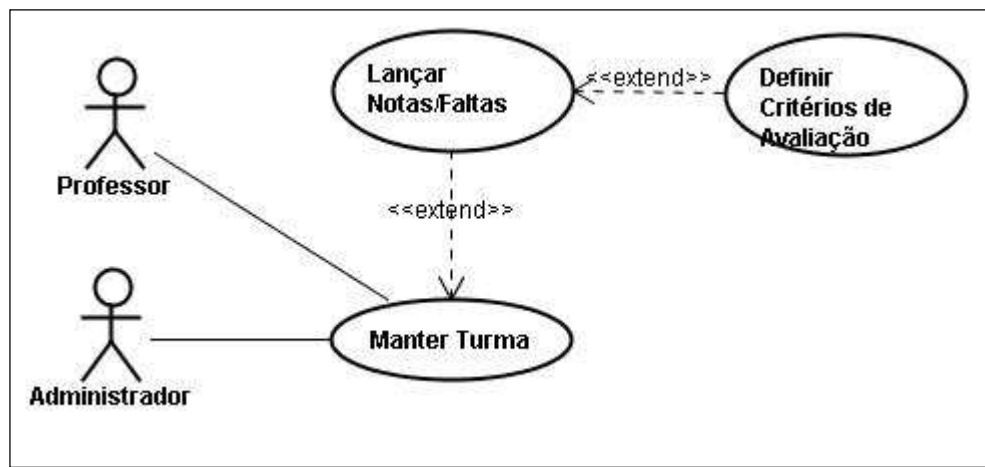 Lançar
Notas/Faltas
<<extend>>
Definir
Critérios de
Avaliação
Professor
<<extend>>
Manter Turma
Administrador